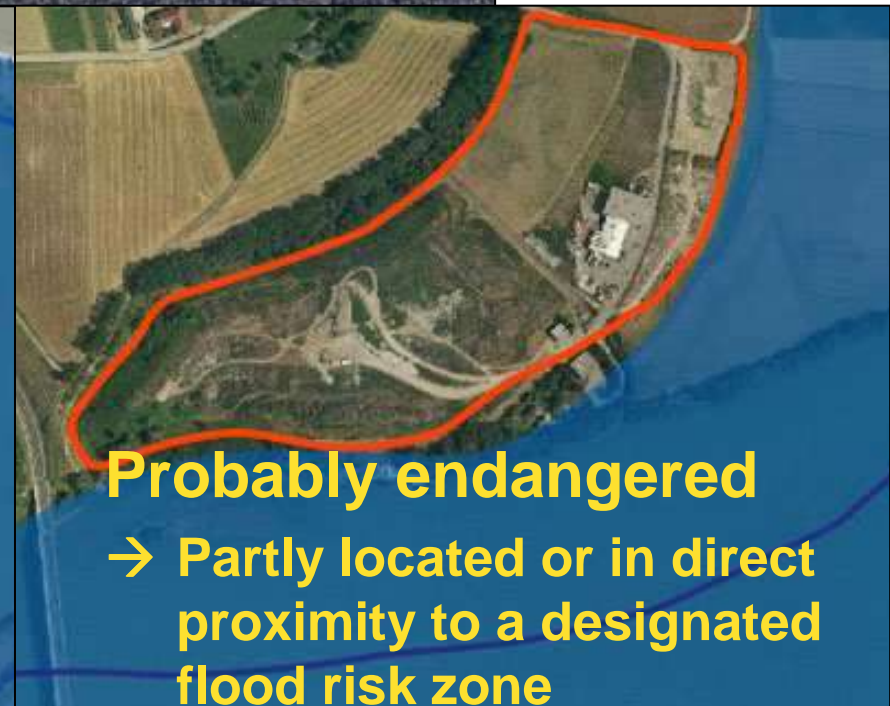 Probably endangered
→ Partly located or in direct
proximity to a designated
flood risk zone